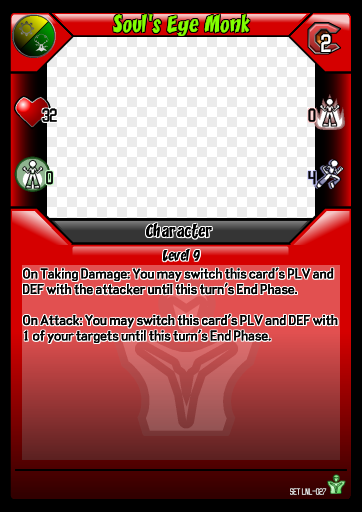 Soul's Eye Monk
2
32
0
0
4
Character
Level 9
On Taking Damage: You may switch this card's PLV and
DEF with the attacker until this turn's End Phase.
On Attack: You may switch this card's PLV and DEF with
1 of your targets until this turn's End Phase.
SET LNL-027